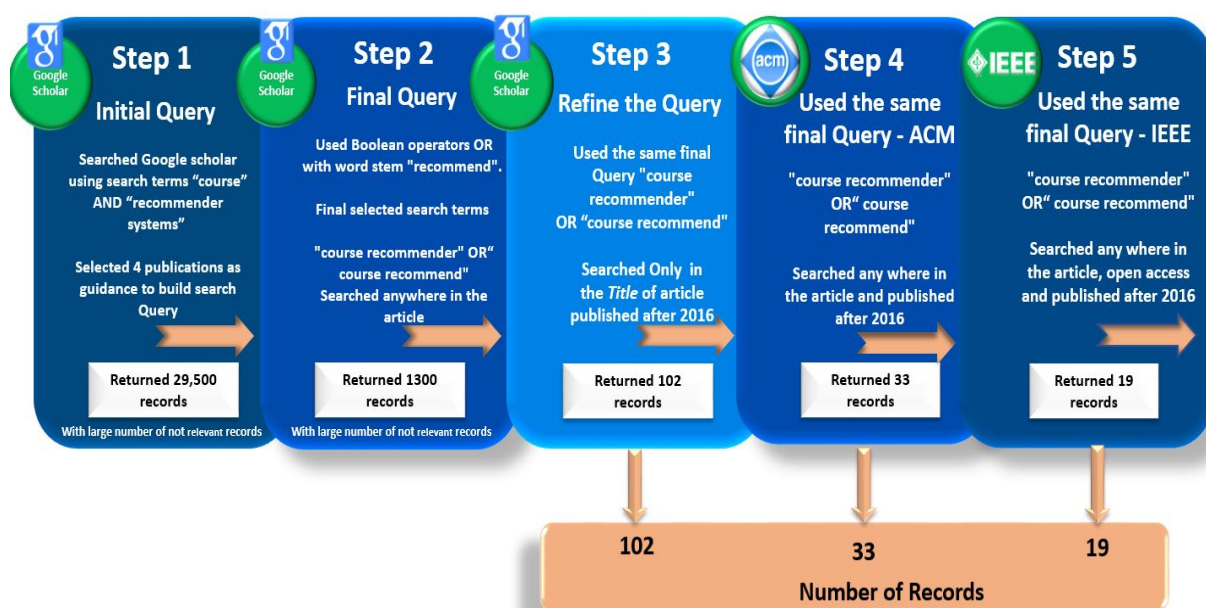 Google
Scholar
Step 1
Initial Query
Searched Google scholar
using search terms “course”
AND “recommender
systems”
Selected 4 publications as
guidance to build search
Query
Returned 29,500
records
With large number of not relevant records
Google
Scholar
Step 2
Final Query
Used Boolean operators OR
with word stem "recommend".
Final selected search terms
"course recommender" OR“
course recommend"
Searched anywhere in the
article
Returned 1300
records
With large number of not relevant records
Google
Scholar
Step 3
Refine the Query
Used the same final
Query "course
recommender"
OR “course recommend"
Searched Only in
the Title of article
published after 2016
Returned 102
records
acm
Step 4
Used the same
final Query - ACM
"course recommender"
OR“ course
recommend"
Searched any where in
the article and published
after 2016
Returned 33
records
IEEE
Step 5
Used the same
final Query - IEEE
"course recommender"
OR“ course recommend"
Searched any where in
the article, open access
and published after 2016
Returned 19
records
102
33
19
Number of Records